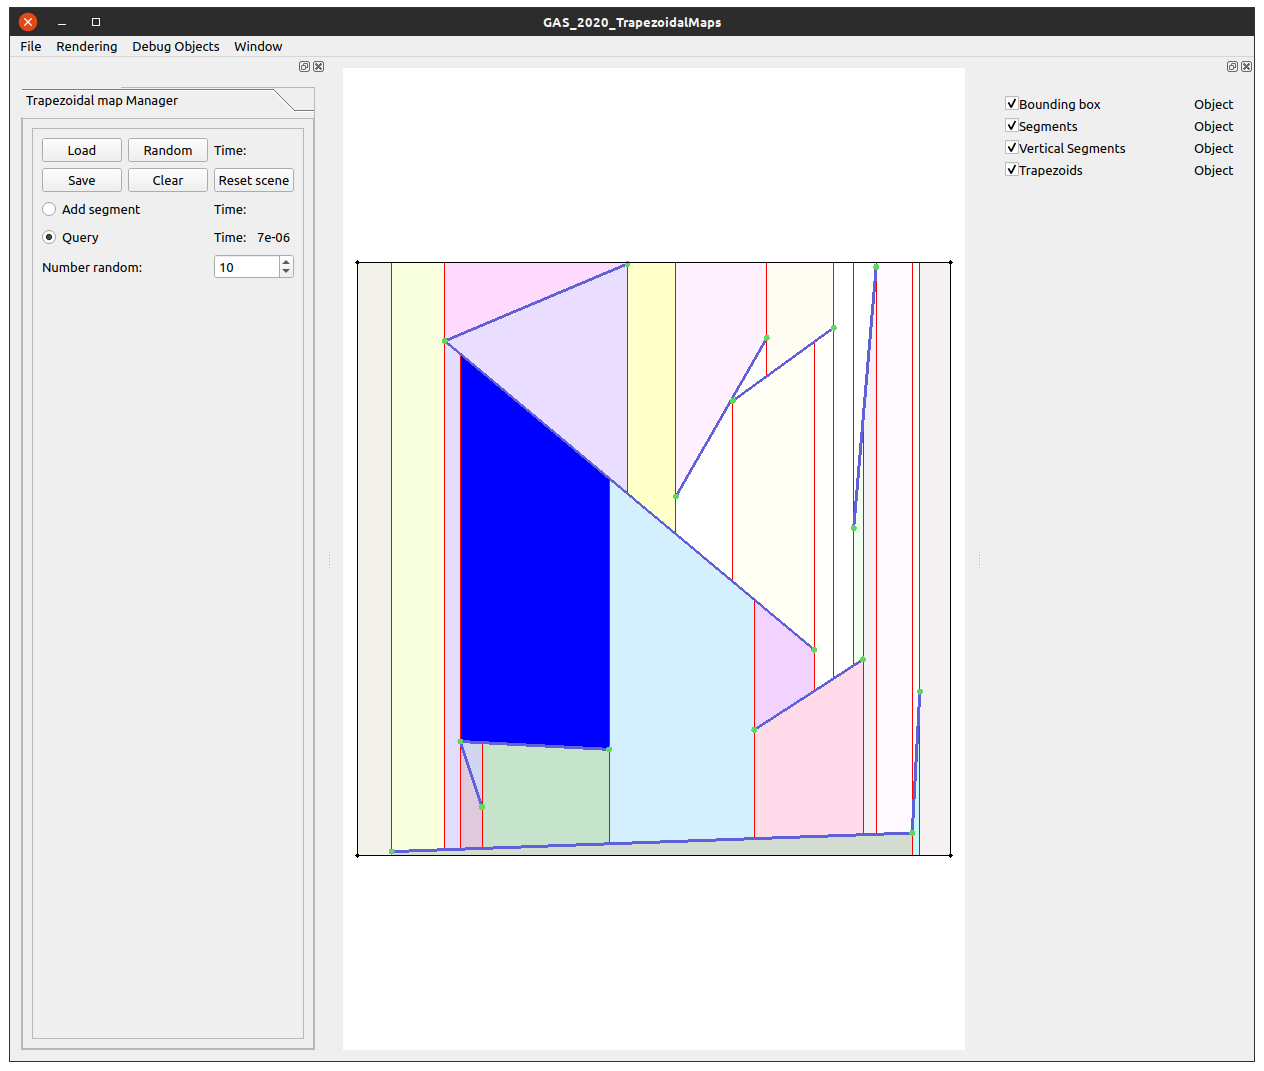 GAS_2020_TrapezoidalMaps
File Rendering Debug Objects Window
Trapezoidal map Manager
Load Random Time:
Save Clear Reset scene
Add segment Time:
Query Time: 7e-06
Number random: 10
Bounding box Object
Segments Object
Vertical Segments Object
Trapezoids Object